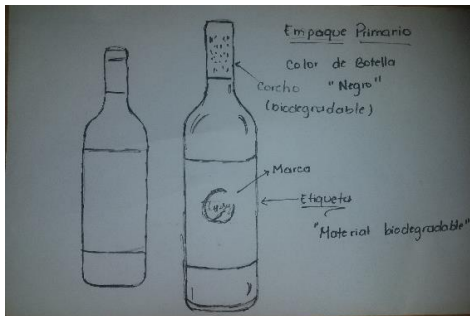 Empaque Primario
Color de Botella
"Negro"
Corcho
(biodegradable)
Marca
Etiqueta
"Material biodegradable"